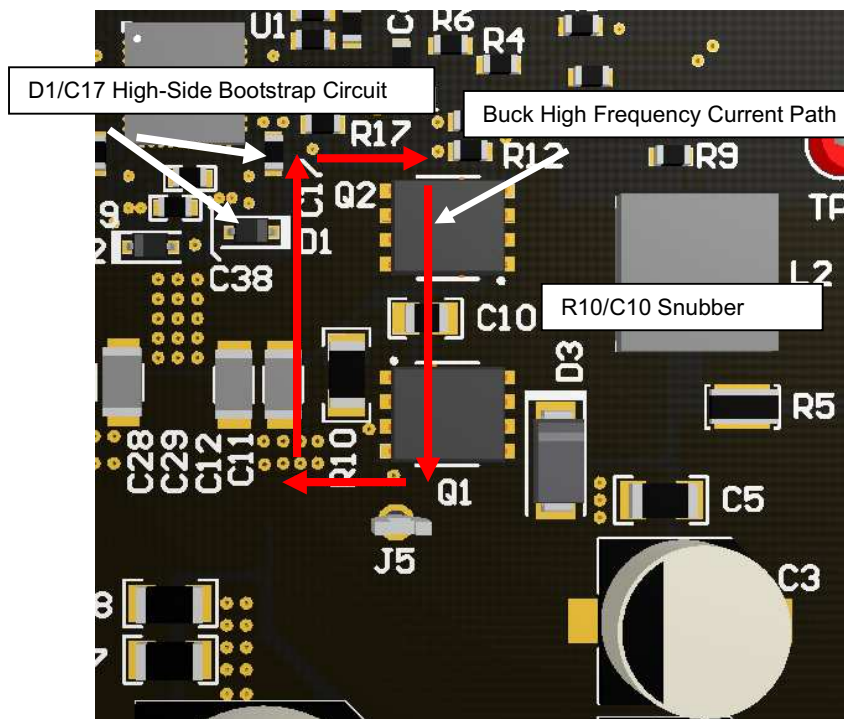 U1
R6
R4
D1/C17 High-Side Bootstrap Circuit
Buck High Frequency Current Path
R17
R12
R9
C17
Q2
TP
9
2
D1
C38
L2
C10
R10/C10 Snubber
D3
R5
C28
C29
C12
C11
R10
Q1
C5
J5
C3
8
7